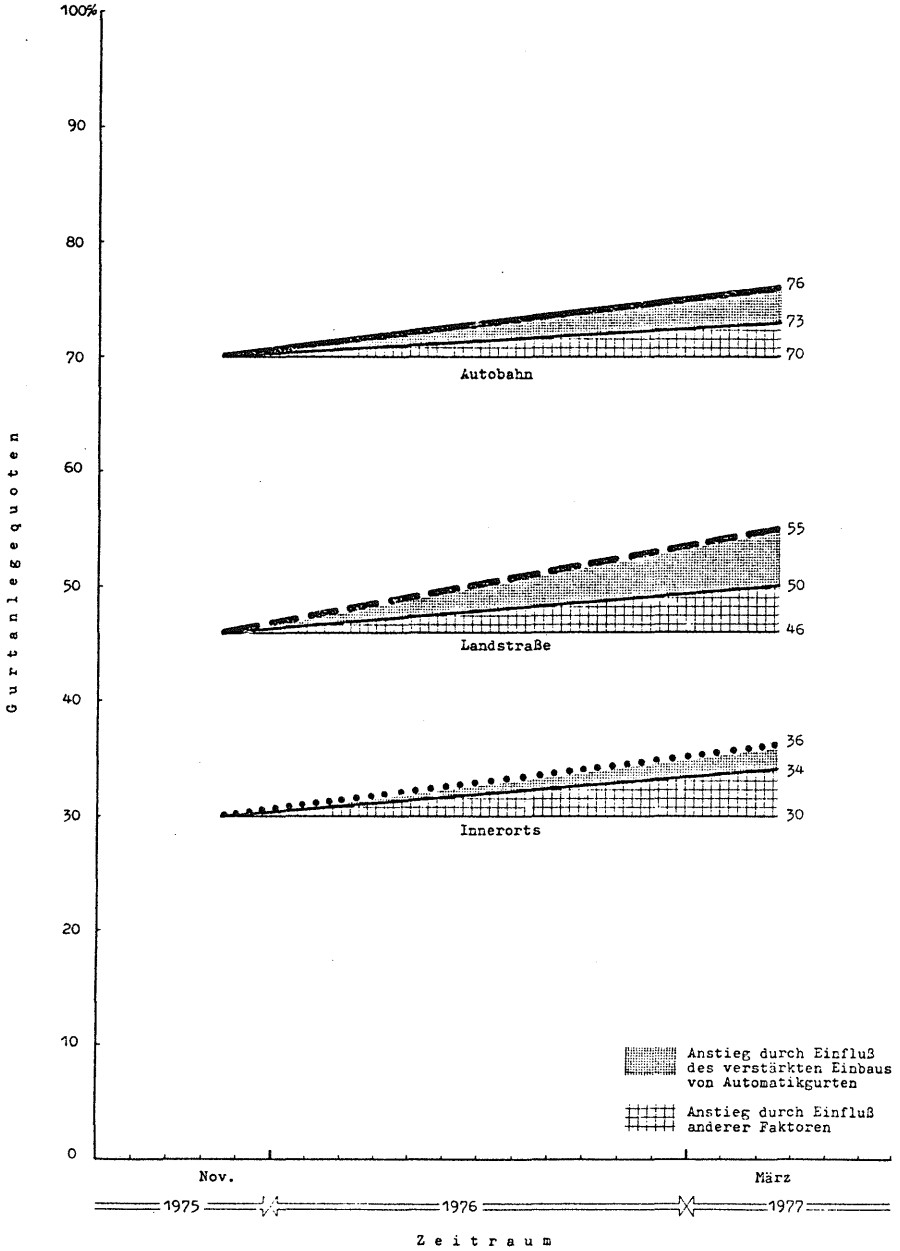 100%
90
80
70
60
50
40
30
20
10
0
Gurtanlegequoten
76
73
70
Autobahn
55
50
46
Landstraße
36
34
30
Innerorts
Anstieg durch Einfluß
des verstärkten Einbaus
von Automatikgurten
Anstieg durch Einfluß
anderer Faktoren
Nov.
März
1975
1976
1977
Zeitraum